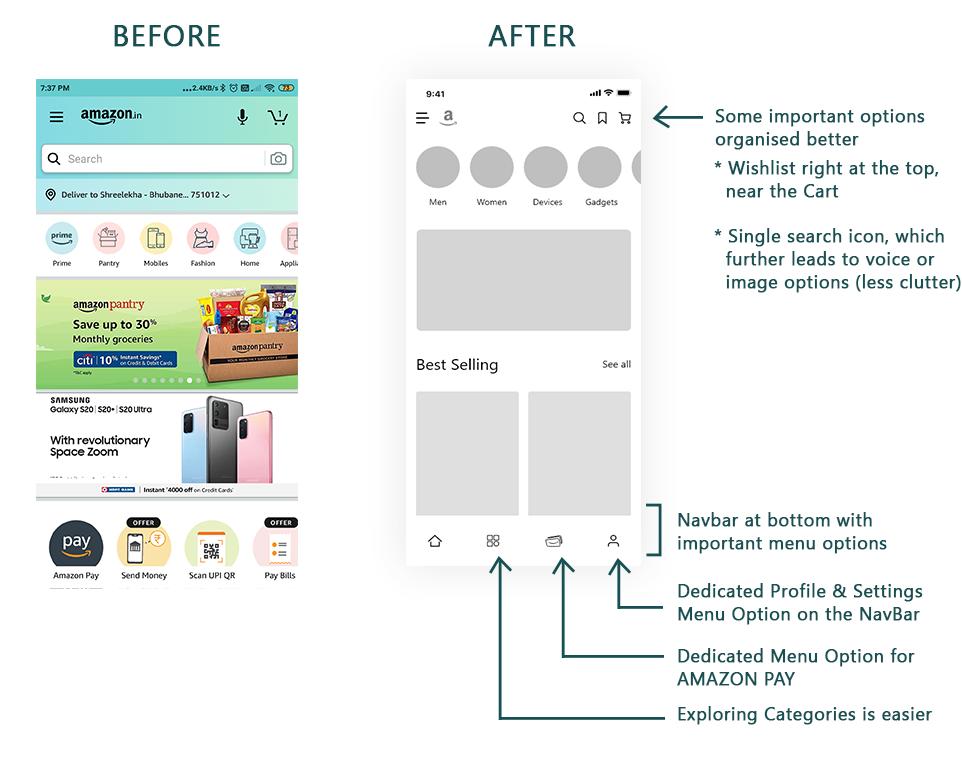 BEFORE
AFTER
7:37 PM
...2.4KB/s
amazon.in
1
Search
Deliver to Shreelekha - Bhubane... 751012
prime
Prime
Pantry
Mobiles
Fashion
Home
Appli
amazon pantry
Save up to 30%
Monthly groceries
citi 10% Instant Savings*
on Credit & Debit Cards
*T&C apply
amazon pantry
SAMSUNG
Galaxy S20 | S20+ | S20 Ultra
With revolutionary
Space Zoom
HDFC BANK Instant *4000 off on Credit Cards*
OFFER
OFFER
pay
Amazon Pay
Send Money
Scan UPI QR
Pay Bills
9:41
a
Men
Women
Devices
Gadgets
Best Selling
See all
Some important options
organised better
* Wishlist right at the top,
near the Cart
* Single search icon, which
further leads to voice or
image options (less clutter)
Navbar at bottom with
important menu options
Dedicated Profile & Settings
Menu Option on the NavBar
Dedicated Menu Option for
AMAZON PAY
Exploring Categories is easier